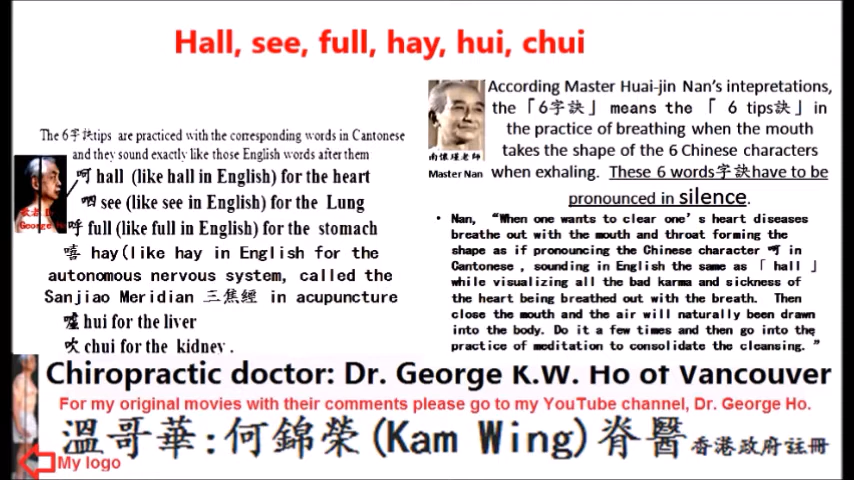 Hall, see, full, hay, hui, chui
The 6字訣tips are practiced with the corresponding words in Cantonese
and they sound exactly like those English words after them
呵 hall (like hall in English) for the heart
呬 see (like see in English) for the Lung
呼 full (like full in English) for the stomach
嘻 hay(like hay in English for the
autonomous nervous system, called the
Sanjiao Meridian 三焦經 in acupuncture
噓 hui for the liver
吹 chui for the kidney .
George Ho
According Master Huai-jin Nan's intepretations,
the「6字訣」 means the 「 6 tips訣」in
the practice of breathing when the mouth
takes the shape of the 6 Chinese characters
when exhaling. These 6 words字訣have to be
pronounced in silence.
南懷瑾老師
Master Nan
• Nan, “When one wants to clear one's heart diseases
breathe out with the mouth and throat forming the
shape as if pronouncing the Chinese character 呵 in
Cantonese , sounding in English the same as 「 hall 」
while visualizing all the bad karma and sickness of
the heart being breathed out with the breath. Then
close the mouth and the air will naturally been drawn
into the body. Do it a few times and then go into the
practice of meditation to consolidate the cleansing.”
Chiropractic doctor: Dr. George K.W. Ho of Vancouver
For my original movies with their comments please go to my YouTube channel, Dr. George Ho.
溫哥華:何錦榮(Kam Wing)脊醫香港政府註冊
My logo